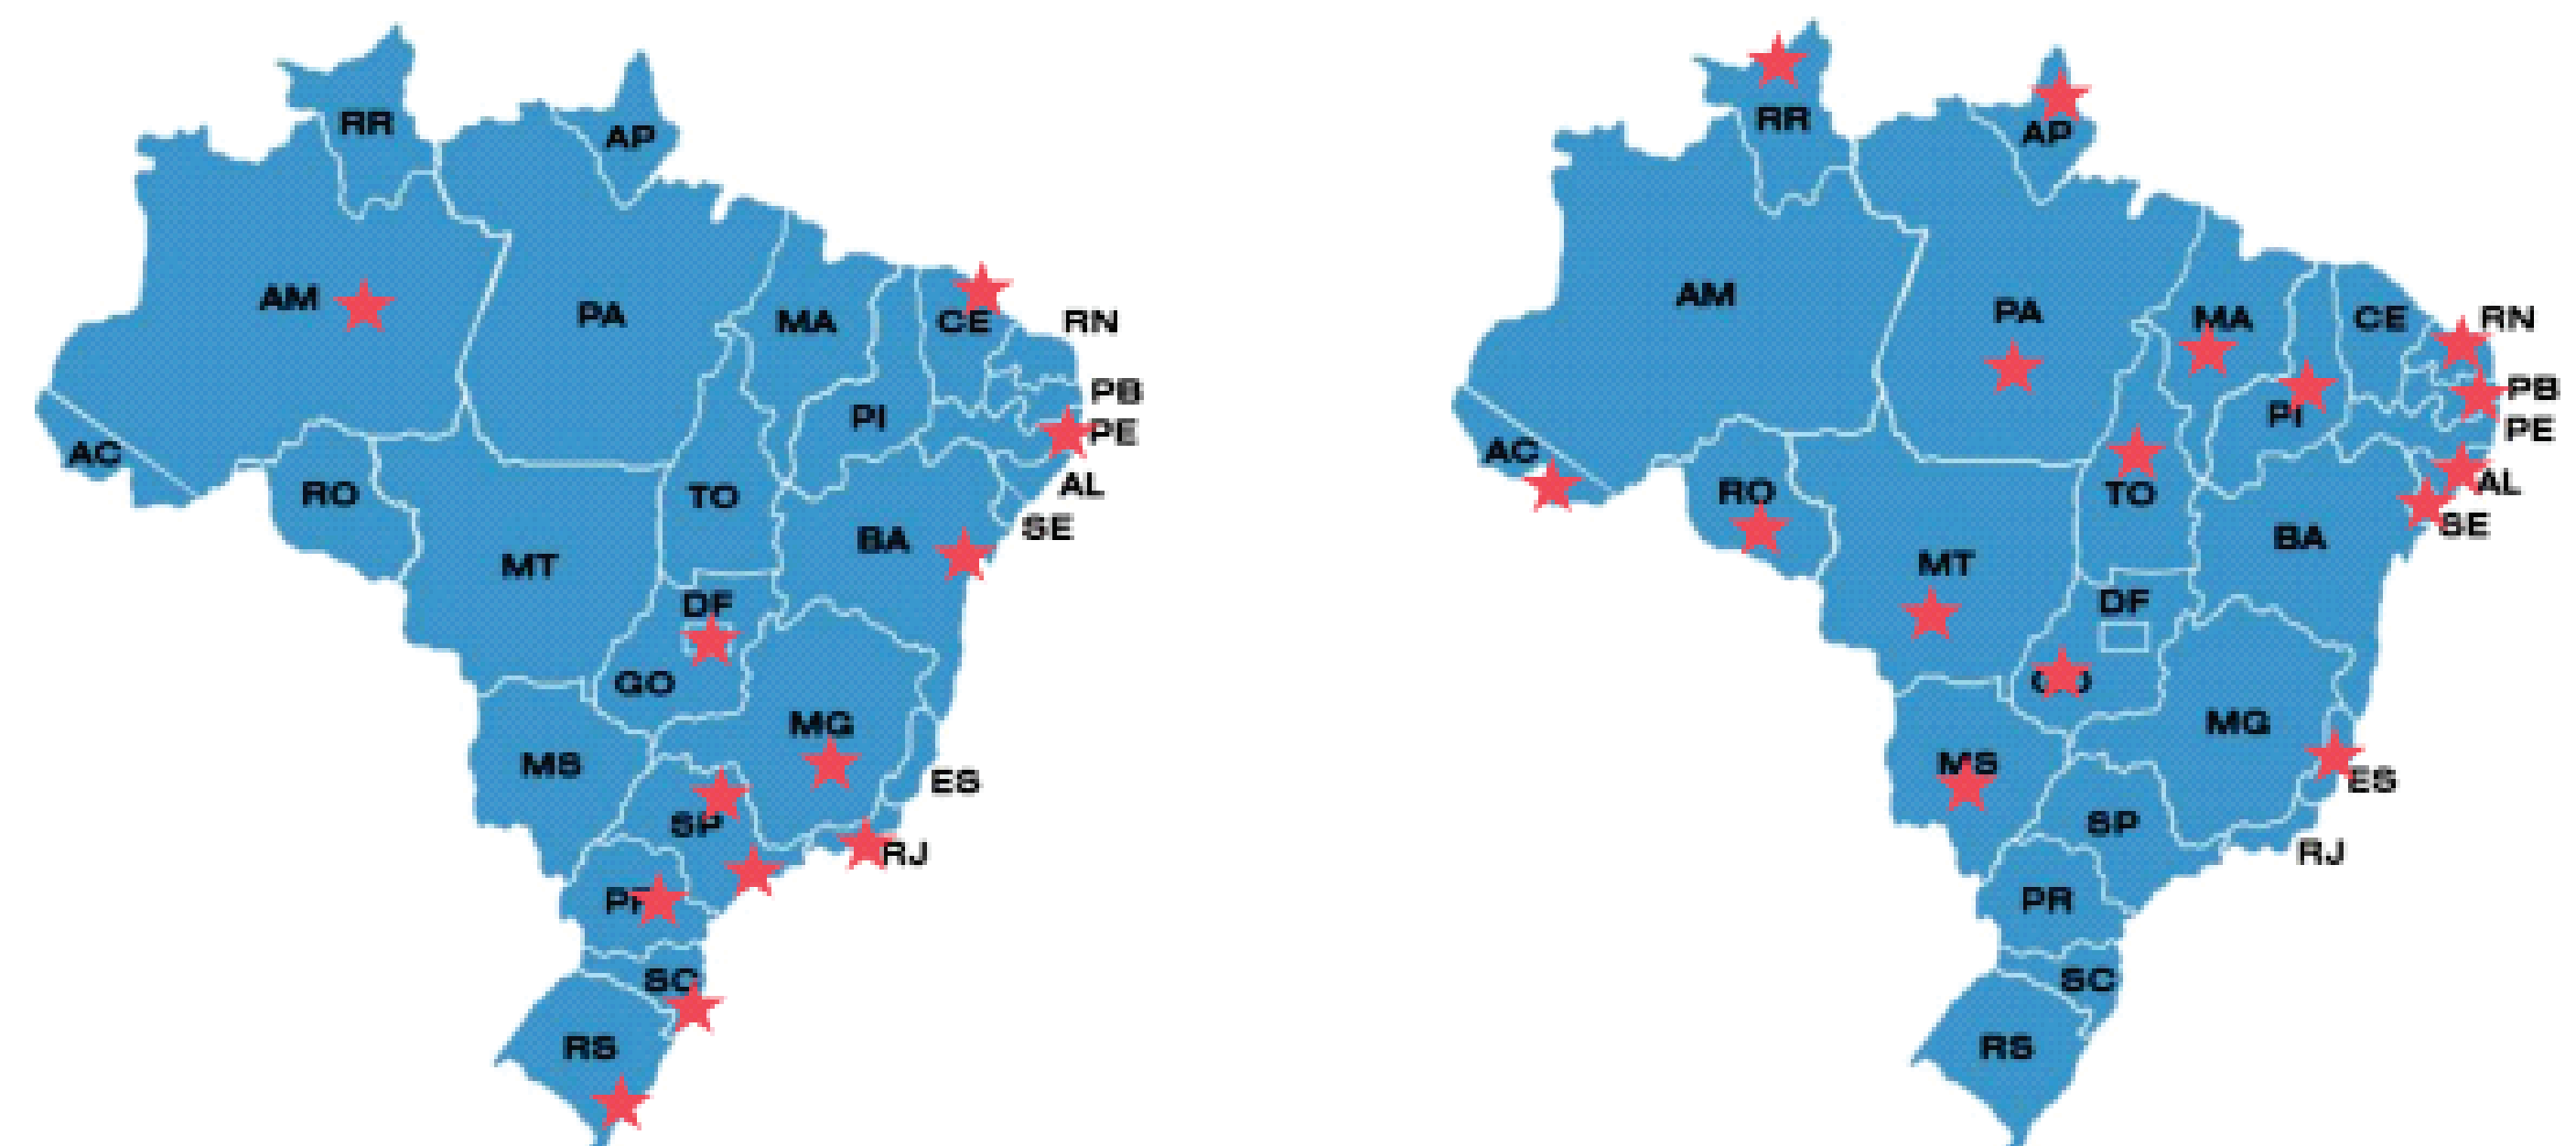 RR
AP
AM
PA
MA
CE
RN
PB
PI
PE
AC
AL
RO
TO
SE
BA
MT
DF
GO
MG
MS
ES
SP
RJ
SC
RS
RR
AP
AM
PA
MA
CE
RN
PB
PI
PE
AC
AL
RO
TO
SE
BA
MT
DF
MG
MS
ES
SP
RJ
PR
SC
RS